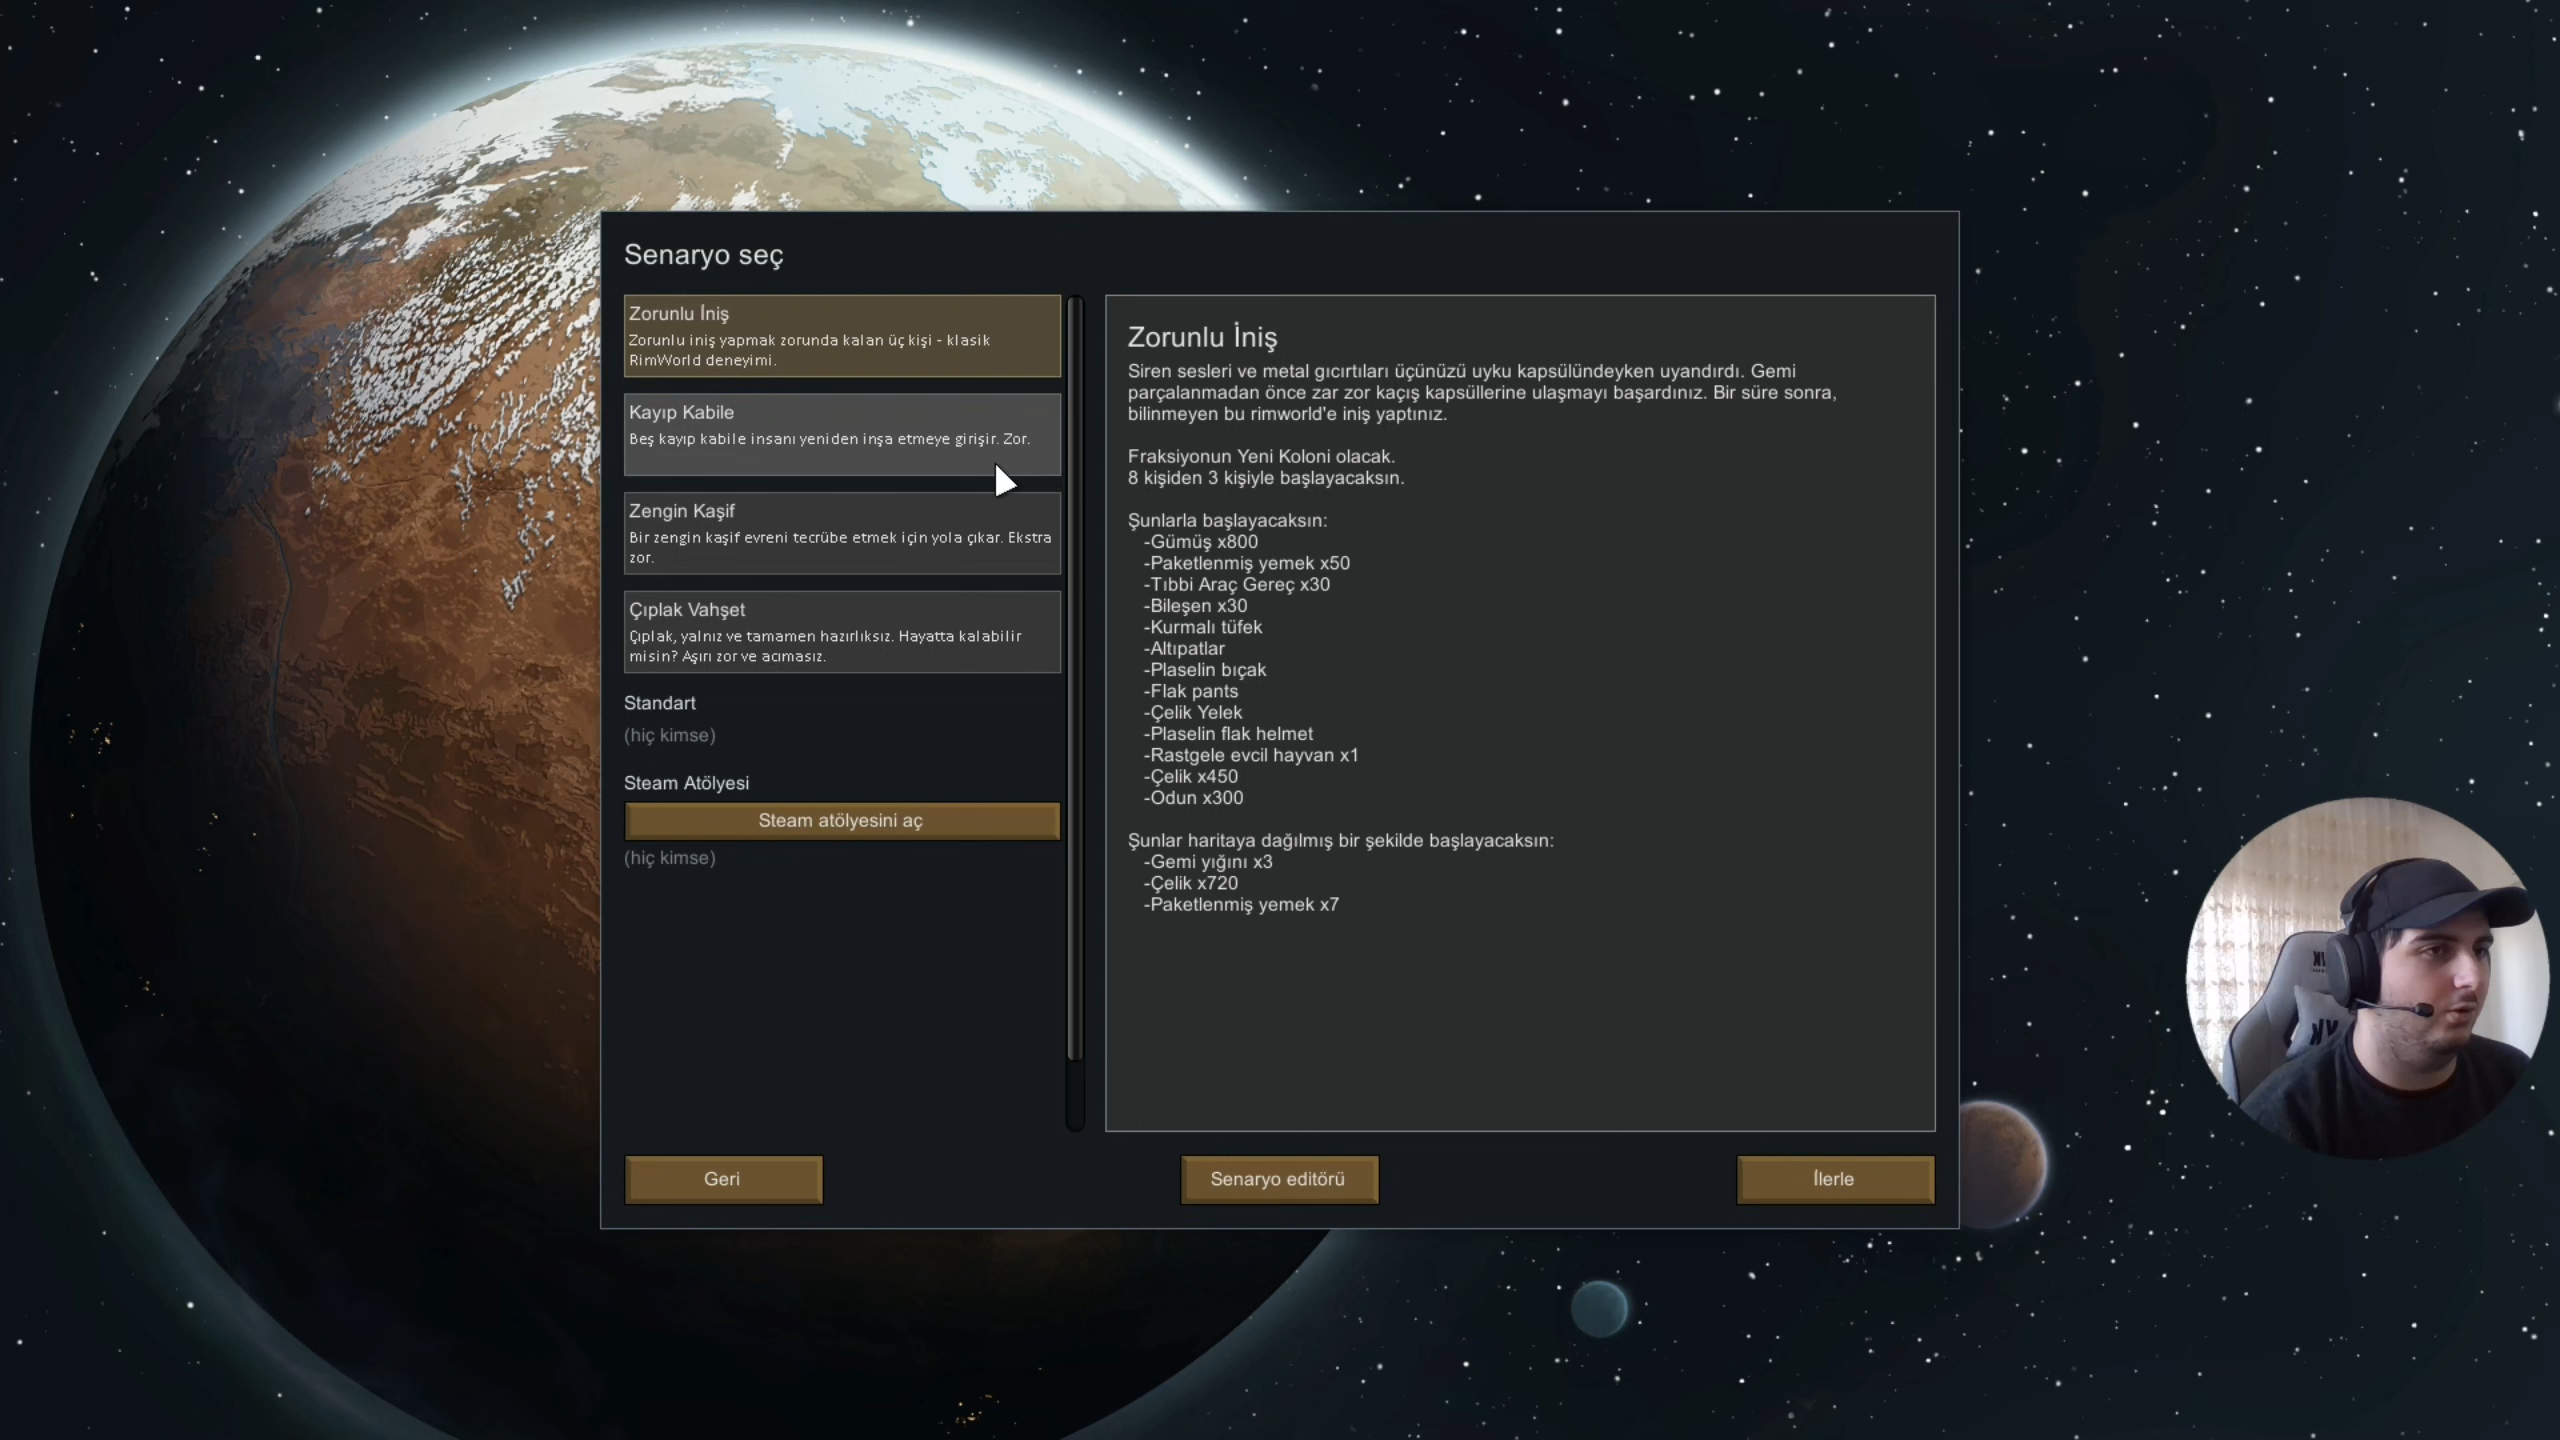 Senaryo seç
Zorunlu İniş
Zorunlu iniş yapmak zorunda kalan üç kişi - klasik
RimWorld deneyimi.
Kayıp Kabile
Beş kayıp kabile insanı yeniden inşa etmeye girişir. Zor.
Zengin Kaşif
Bir zengin kaşif evreni tecrübe etmek için yola çıkar. Ekstra
zor.
Çıplak Vahşet
Çıplak, yalnız ve tamamen hazırlıksız. Hayatta kalabilir
misin? Aşırı zor ve acımasız.
Standart
(hiç kimse)
Steam Atölyesi
Steam atölyesini aç
(hiç kimse)
Zorunlu İniş
Siren sesleri ve metal gıcırtıları üçünüzü uyku kapsülündeyken uyandırdı. Gemi
parçalanmadan önce zar zor kaçış kapsüllerine ulaşmayı başardınız. Bir süre sonra,
bilinmeyen bu rimworld'e iniş yaptınız.
Fraksiyonun Yeni Koloni olacak.
8 kişiden 3 kişiyle başlayacaksın.
Şunlarla başlayacaksın:
-Gümüş x800
-Paketlenmiş yemek x50
-Tıbbi Araç Gereç x30
-Bileşen x30
-Kurmalı tüfek
-Altıpatlar
-Plaselin bıçak
-Flak pants
-Çelik Yelek
-Plaselin flak helmet
-Rastgele evcil hayvan x1
-Çelik x450
-Odun x300
Şunlar haritaya dağılmış bir şekilde başlayacaksın:
-Gemi yığını x3
-Çelik x720
-Paketlenmiş yemek x7
Geri
Senaryo editörü
İlerle